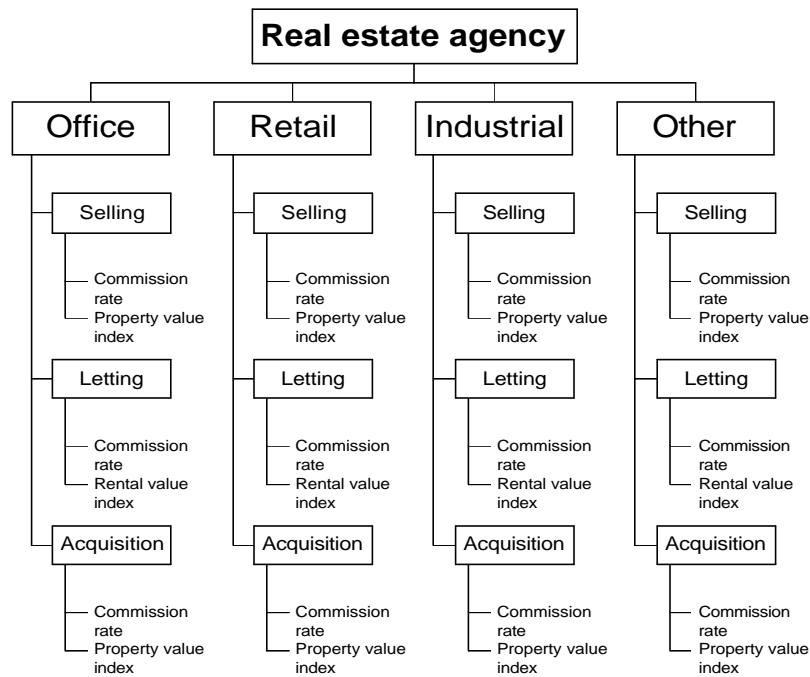 Real estate agency
Office
Retail
Industrial
Other
Selling
Selling
Selling
Selling
Commission
rate
Property value
index
Commission
rate
Property value
index
Commission
rate
Property value
index
Commission
rate
Property value
index
Letting
Letting
Letting
Letting
Commission
rate
Rental value
index
Commission
rate
Rental value
index
Commission
rate
Rental value
index
Commission
rate
Rental value
index
Acquisition
Acquisition
Acquisition
Acquisition
Commission
rate
Property value
index
Commission
rate
Property value
index
Commission
rate
Property value
index
Commission
rate
Property value
index